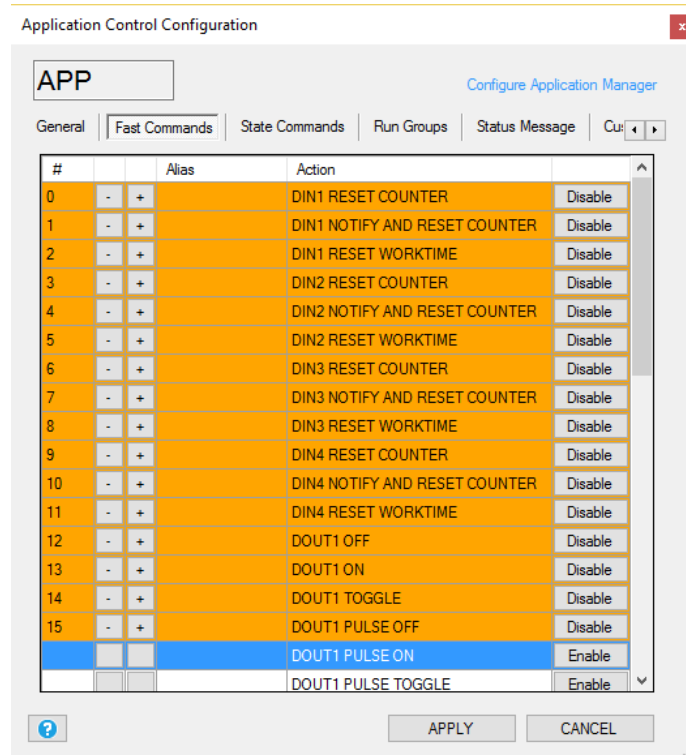 Application Control Configuration x
APP
Configure Application Manager
General Fast Commands State Commands Run Groups Status Message Cu
# Alias Action
0 - + DIN1 RESET COUNTER Disable
1 - + DIN1 NOTIFY AND RESET COUNTER Disable
2 - + DIN1 RESET WORKTIME Disable
3 - + DIN2 RESET COUNTER Disable
4 - + DIN2 NOTIFY AND RESET COUNTER Disable
5 - + DIN2 RESET WORKTIME Disable
6 - + DIN3 RESET COUNTER Disable
7 - + DIN3 NOTIFY AND RESET COUNTER Disable
8 - + DIN3 RESET WORKTIME Disable
9 - + DIN4 RESET COUNTER Disable
10 - + DIN4 NOTIFY AND RESET COUNTER Disable
11 - + DIN4 RESET WORKTIME Disable
12 - + DOUT1 OFF Disable
13 - + DOUT1 ON Disable
14 - + DOUT1 TOGGLE Disable
15 - + DOUT1 PULSE OFF Disable
DOUT1 PULSE ON Enable
DOUT1 PULSE TOGGLE Enable
? APPLY CANCEL